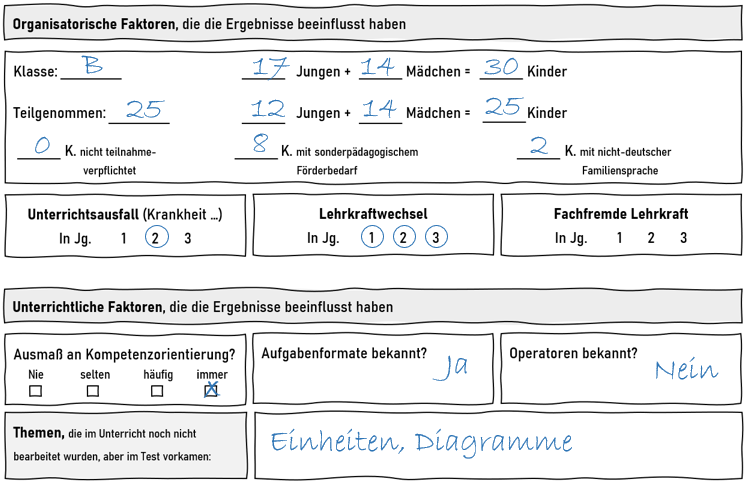 Organisatorische Faktoren, die die Ergebnisse beeinflusst haben
Klasse: B 17 Jungen + 14 Mädchen = 30 Kinder
Teilgenommen: 25 12 Jungen + 14 Mädchen = 25 Kinder
0 K. nicht teilnahme- 8 K. mit sonderpädagogischem 2 K. mit nicht-deutscher
verpflichtet Förderbedarf Familiensprache
Unterrichtsausfall (Krankheit ...) Lehrkraftwechsel Fachfremde Lehrkraft
In Jg. 1 2 3 In Jg. 1 2 3 In Jg. 1 2 3
Unterrichtliche Faktoren, die die Ergebnisse beeinflusst haben
Ausmaß an Kompetenzorientierung? Aufgabenformate bekannt? Operatoren bekannt?
Nie selten häufig immer Ja Nein
X
Themen, die im Unterricht noch nicht Einheiten, Diagramme
bearbeitet wurden, aber im Test vorkamen: